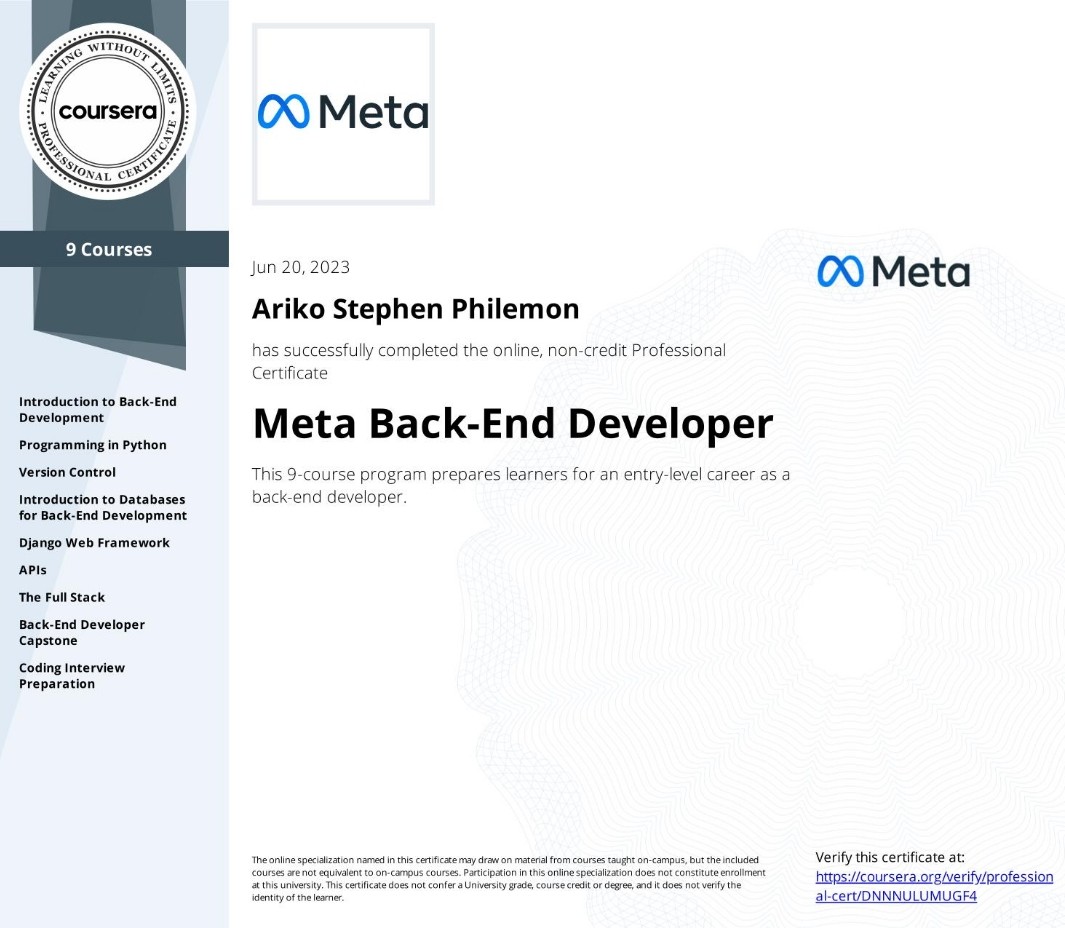 LEARNING WITHOUT LIMITS
coursera
PROFESSIONAL CERTIFICATE
9 Courses
Introduction to Back-End
Development
Programming in Python
Version Control
Introduction to Databases
for Back-End Development
Django Web Framework
APIs
The Full Stack
Back-End Developer
Capstone
Coding Interview
Preparation
Meta
Jun 20, 2023
Meta
Ariko Stephen Philemon
has successfully completed the online, non-credit Professional
Certificate
Meta Back-End Developer
This 9-course program prepares learners for an entry-level career as a
back-end developer.
The online specialization named in this certificate may draw on material from courses taught on-campus, but the included
courses are not equivalent to on-campus courses. Participation in this online specialization does not constitute enrollment
at this university. This certificate does not confer a University grade, course credit or degree, and it does not verify the
identity of the learner.
Verify this certificate at:
https://coursera.org/verify/profession
al-cert/DNNNULUMUGF4